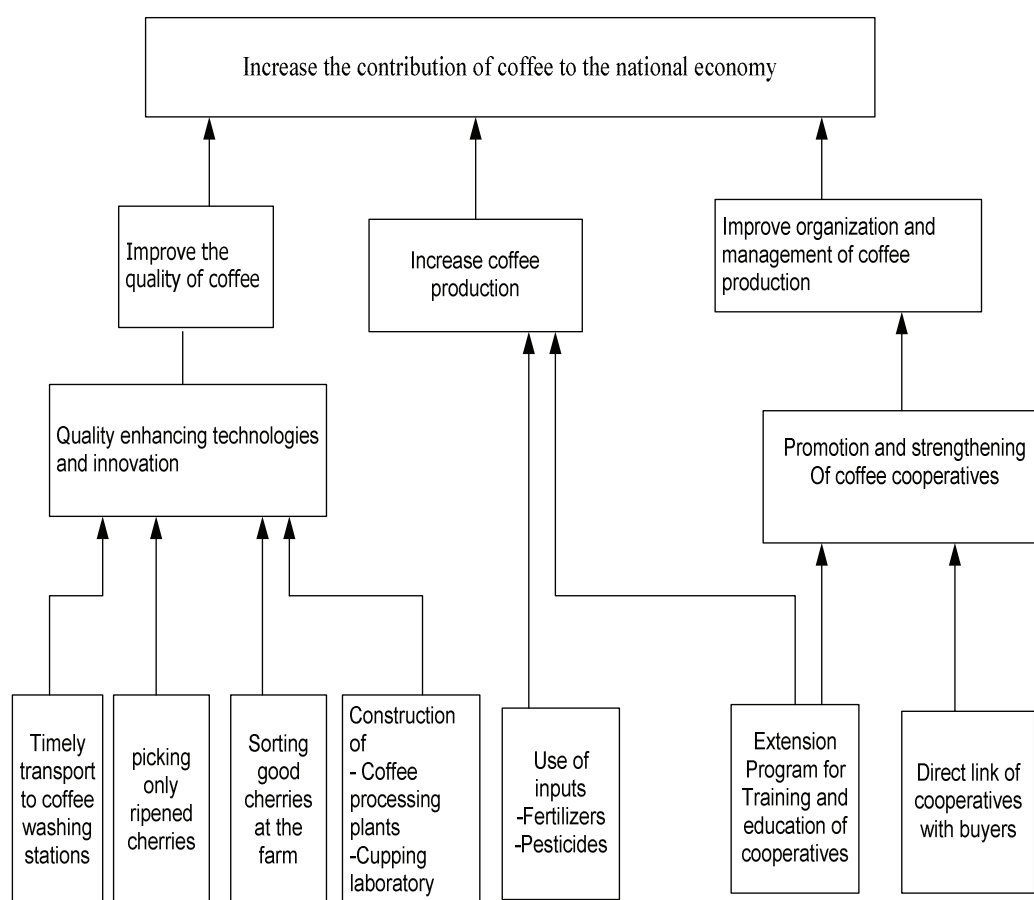 Increase the contribution of coffee to the national economy
Improve the
quality of coffee
Increase coffee
production
Improve organization and
management of coffee
production
Quality enhancing technologies
and innovation
Promotion and strengthening
Of coffee cooperatives
Timely
transport
to coffee
washing
stations
picking
only
ripened
cherries
Sorting
good
cherries
at the
farm
Construction
of
- Coffee
processing
plants
-Cupping
laboratory
Use of
inputs
-Fertilizers
-Pesticides
Extension
Program for
Training and
education of
cooperatives
Direct link of
cooperatives
with buyers